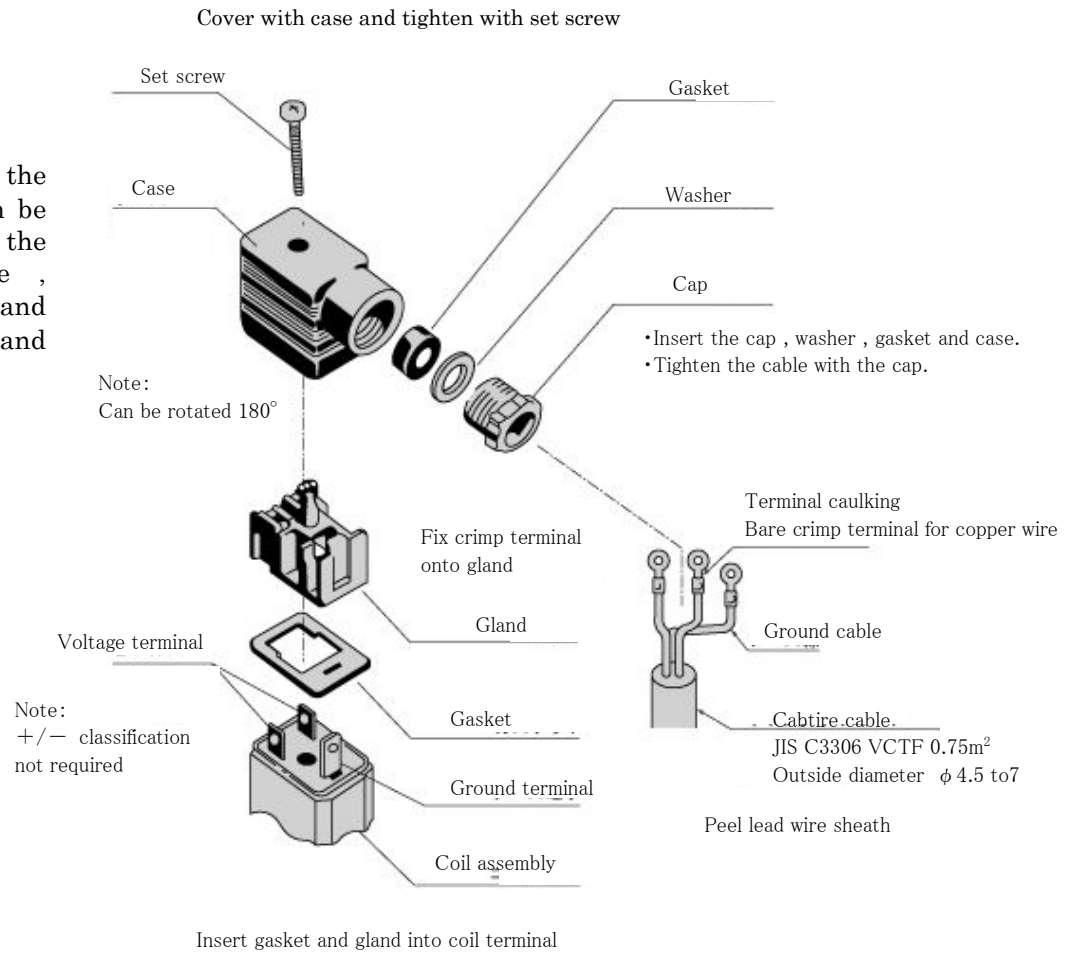 Cover with case and tighten with set screw
Set screw
Gasket
the
Case
Washer
n be
the
e ,
Cap
and
and
•Insert the cap , washer , gasket and case.
•Tighten the cable with the cap.
Note:
Can be rotated 180°
Terminal caulking
Bare crimp terminal for copper wire
Fix crimp terminal
onto gland
Gland
Ground cable
Voltage terminal
Note:
+/− classification
not required
Gasket
Cabtire cable
JIS C3306 VCTF 0.75m²
Outside diameter φ4.5 to7
Ground terminal
Peel lead wire sheath
Coil assembly
Insert gasket and gland into coil terminal